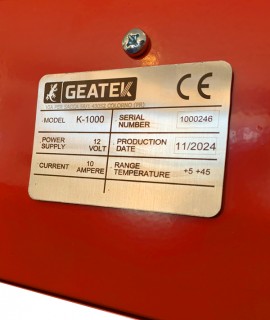 GEATEK
CE
MODEL K-1000 SERIAL NUMBER 1000246
POWER SUPPLY 12 VOLT PRODUCTION DATE 11/2024
CURRENT 10 AMPERE RANGE TEMPERATURE +5 +45